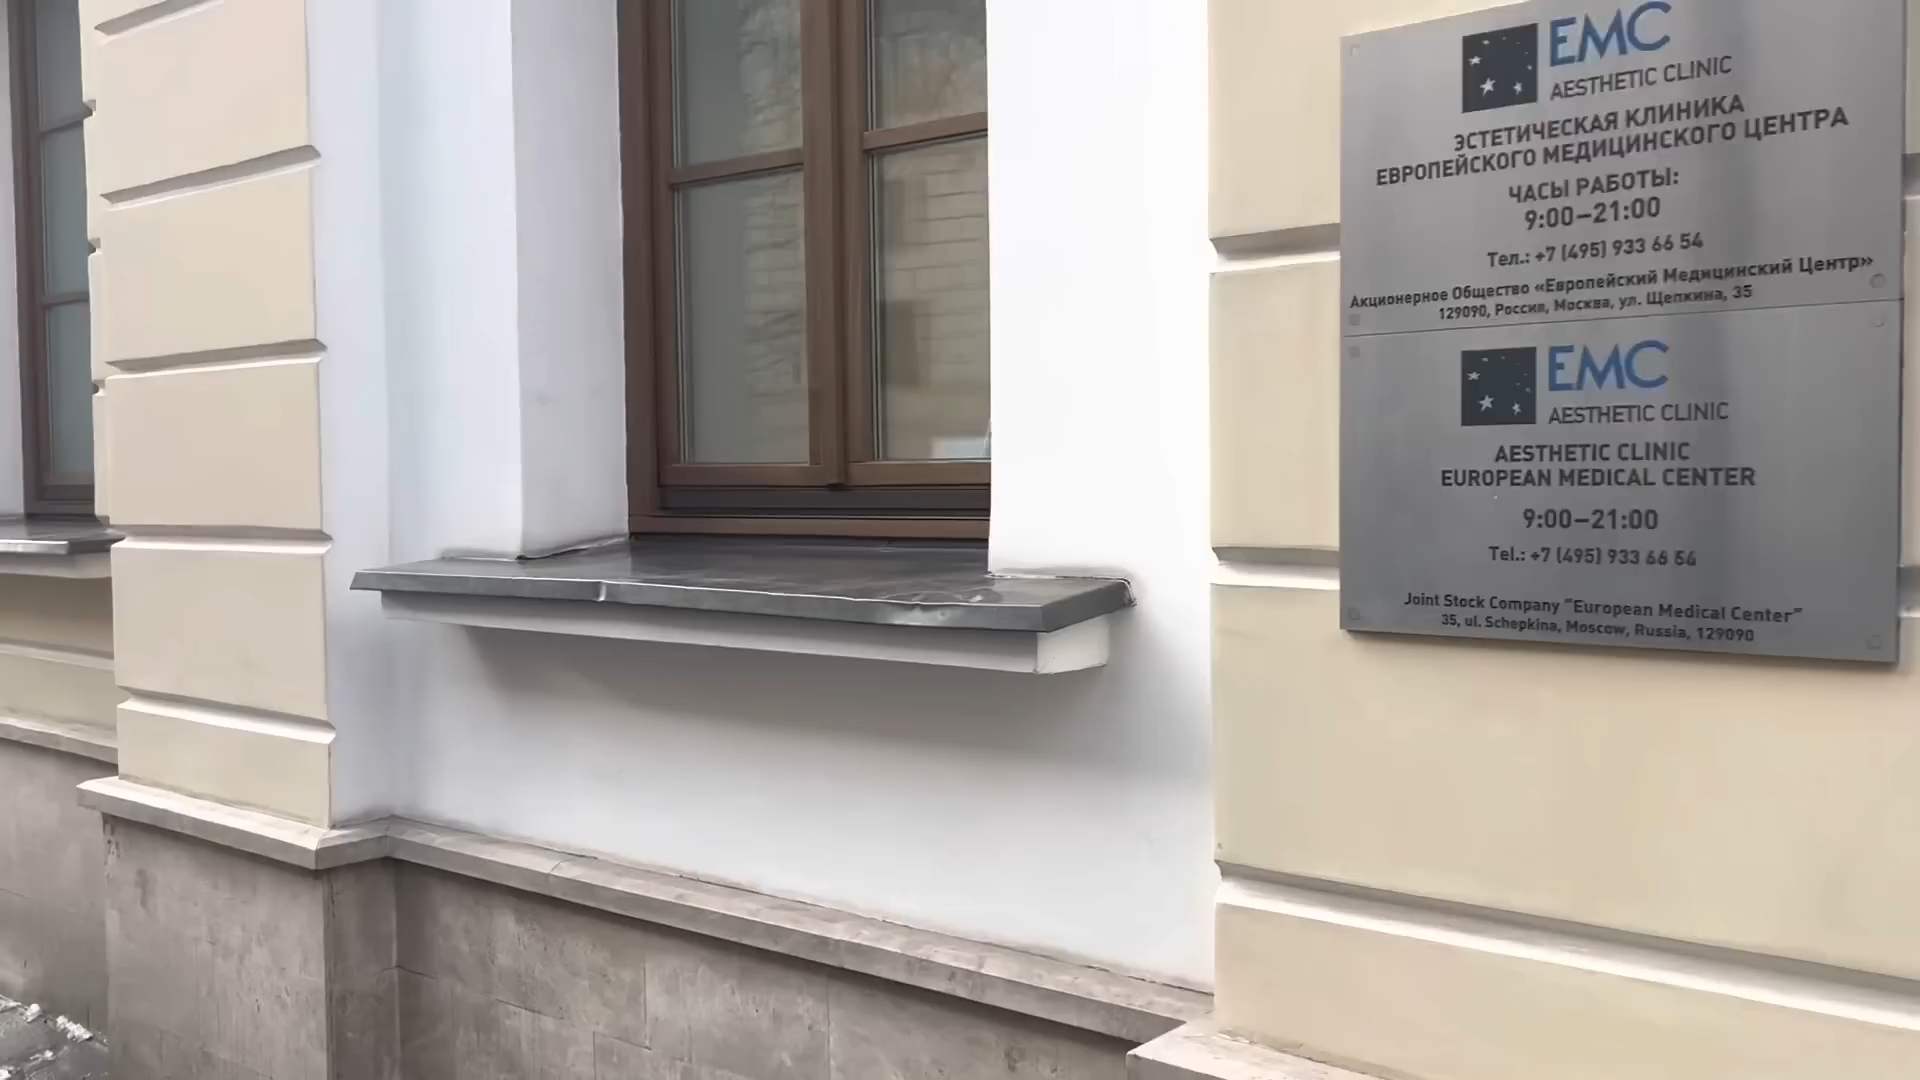 EMC
AESTHETIC CLINIC
ЭСТЕТИЧЕСКАЯ КЛИНИКА
ЕВРОПЕЙСКОГО МЕДИЦИНСКОГО ЦЕНТРА
ЧАСЫ РАБОТЫ:
9:00–21:00
Тел.: +7 (495) 933 66 54
Акционерное Общество «Европейский Медицинский Центр»
129090, Россия, Москва, ул. Щепкина, 35
EMC
AESTHETIC CLINIC
AESTHETIC CLINIC
EUROPEAN MEDICAL CENTER
9:00–21:00
Tel.: +7 (495) 933 66 54
Joint Stock Company "European Medical Center"
35, ul. Schepkina, Moscow, Russia, 129090